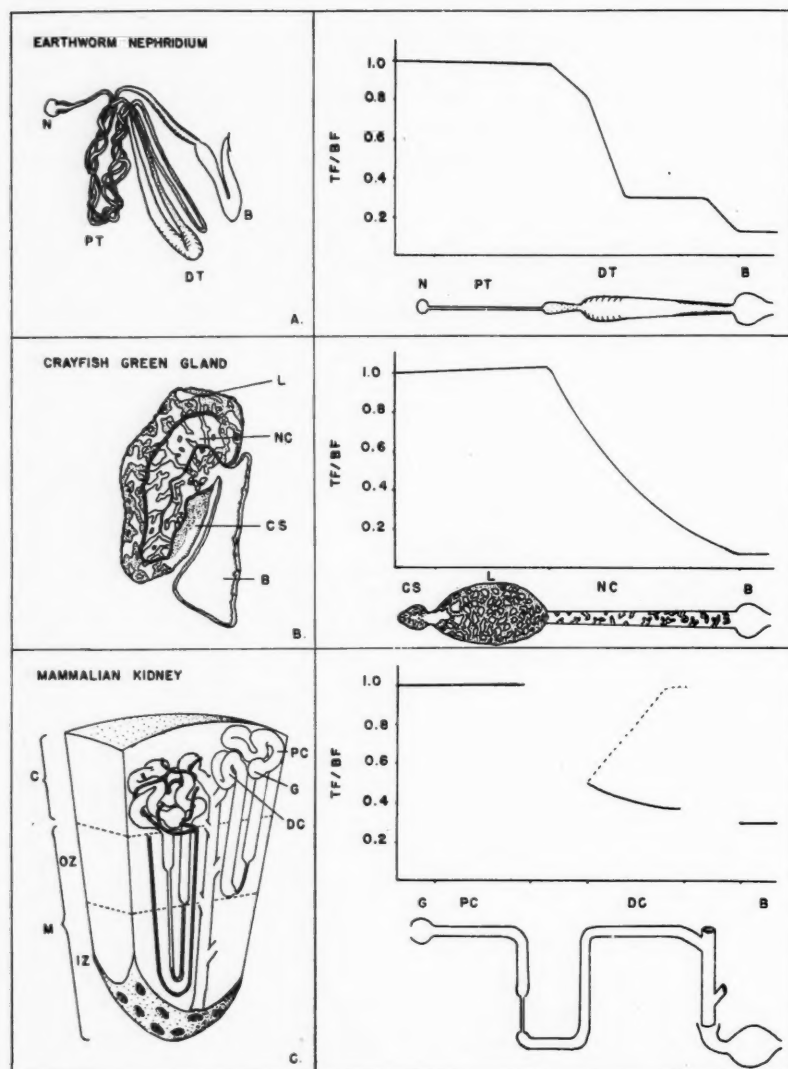 EARTHWORM NEPHRIDIUM
N
PT
DT
B
A.
TF/BF
1.0
0.8
0.6
0.4
0.2
N PT DT B
CRAYFISH GREEN GLAND
L
NC
CS
B
B.
TF/BF
1.0
0.8
0.6
0.4
0.2
CS L NC B
MAMMALIAN KIDNEY
C
OZ
M
IZ
PC
G
DC
C.
TF/BF
1.0
0.8
0.6
0.4
0.2
G PC DC B